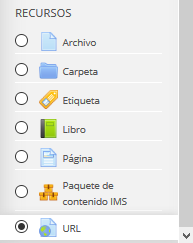 RECURSOS
Archivo
Carpeta
Etiqueta
Libro
Página
Paquete de
contenido IMS
URL